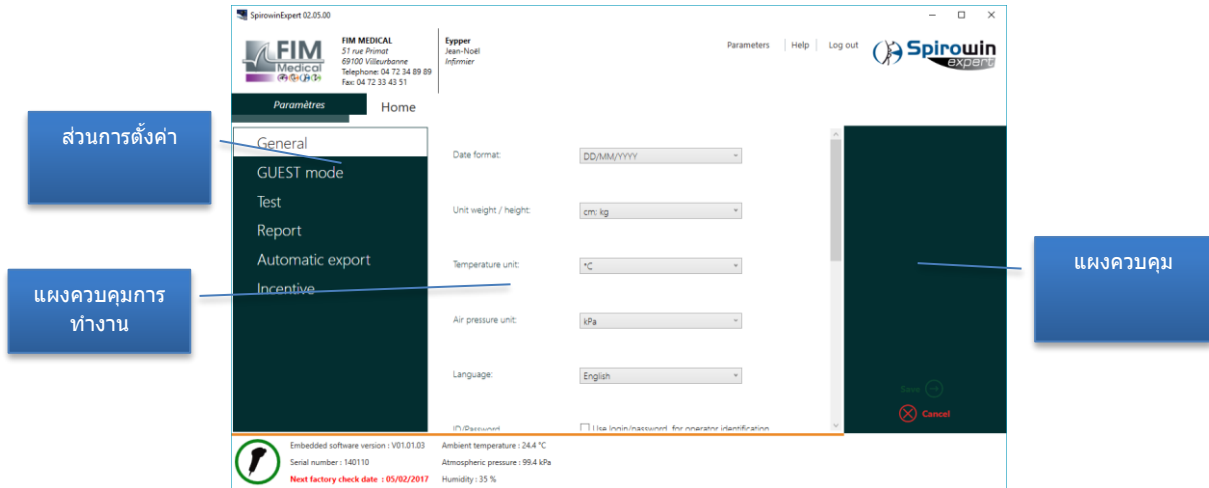 SpirowinExpert 02.05.00
FIM
Medical
FIM MEDICAL
51 rue Primat
69100 Villeurbanne
Telephone: 04 72 34 89 89
Fax: 04 72 33 43 51
Eypper
Jean-Noël
Infirmier
Parameters
Help
Log out
Spirowin
expert
Paramètres
Home
ส่วนการตั้งค่า
แผงควบคุมการ
ทำงาน
แผงควบคุม
General
GUEST mode
Test
Report
Automatic export
Incentive
Date format:
DD/MM/YYYY
Unit weight / height:
cm; kg
Temperature unit:
°C
Air pressure unit:
kPa
Language:
English
ID/Password
Use login/password for operator identification
Save
Cancel
Embedded software version : V01.01.03
Serial number : 140110
Next factory check date : 05/02/2017
Ambient temperature : 24.4 °C
Atmospheric pressure : 99.4 kPa
Humidity : 35 %